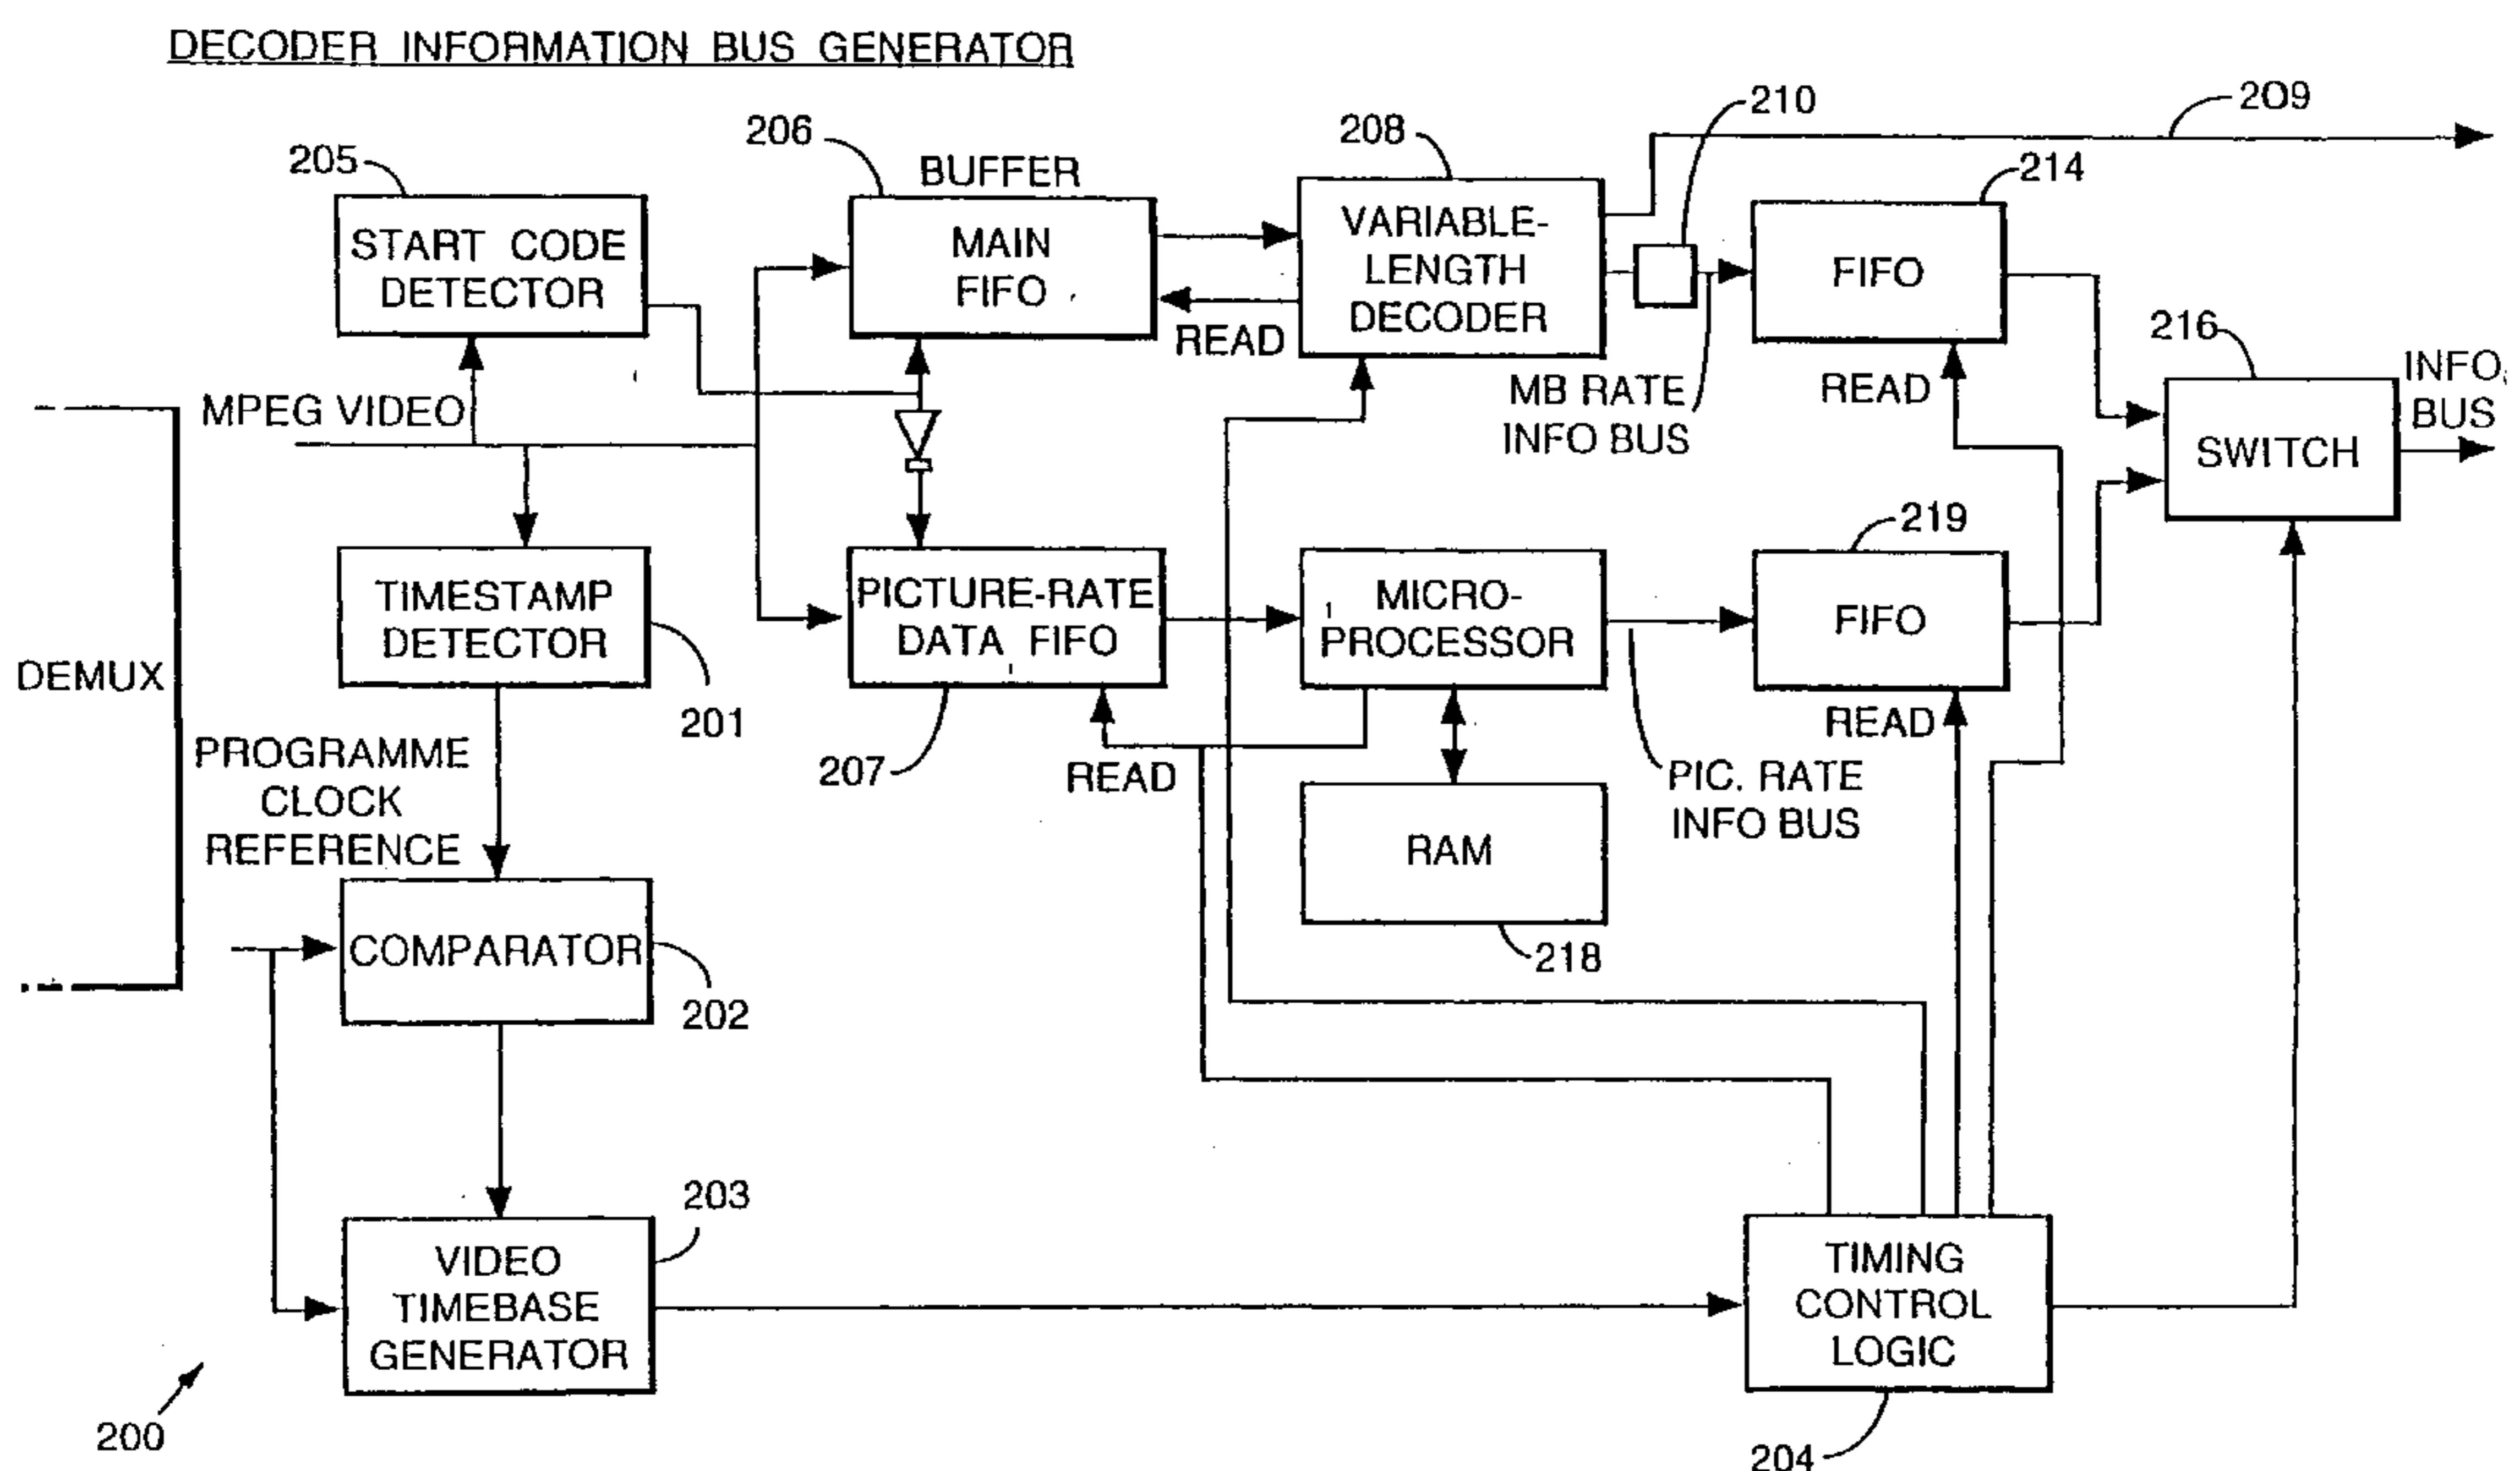 DECODER INFORMATION BUS GENERATOR
205
START CODE
DETECTOR
206
BUFFER
MAIN
FIFO
READ
208
VARIABLE-
LENGTH
DECODER
210
209
214
FIFO
READ
MB RATE
INFO BUS
216
SWITCH
INFO.
BUS
MPEG VIDEO
DEMUX
TIMESTAMP
DETECTOR
201
PICTURE-RATE
DATA FIFO
207
READ
MICRO-
PROCESSOR
219
FIFO
READ
PIC. RATE
INFO BUS
RAM
218
PROGRAMME
CLOCK
REFERENCE
COMPARATOR
202
203
VIDEO
TIMEBASE
GENERATOR
TIMING
CONTROL
LOGIC
204
200